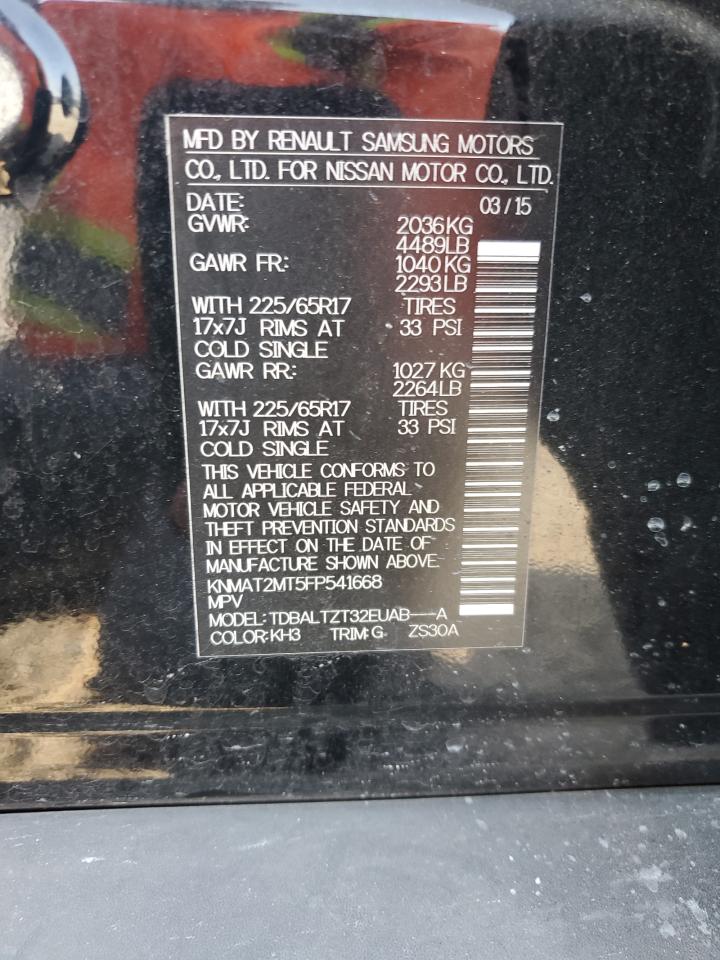 MFD BY RENAULT SAMSUNG MOTORS
CO., LTD. FOR NISSAN MOTOR CO., LTD.
DATE: 03/15
GVWR: 2036KG
4489LB
GAWR FR: 1040KG
2293LB
WITH 225/65R17 TIRES
17x7J RIMS AT 33 PSI
COLD SINGLE
GAWR RR: 1027 KG
2264LB
WITH 225/65R17 TIRES
17x7J RIMS AT 33 PSI
COLD SINGLE
THIS VEHICLE CONFORMS TO
ALL APPLICABLE FEDERAL
MOTOR VEHICLE SAFETY AND
THEFT PREVENTION STANDARDS
IN EFFECT ON THE DATE OF
MANUFACTURE SHOWN ABOVE.
KNMAT2MT5FP541668
MPV
MODEL: TDBALTZT32EUAB---A
COLOR: KH3 TRIM: G ZS30A